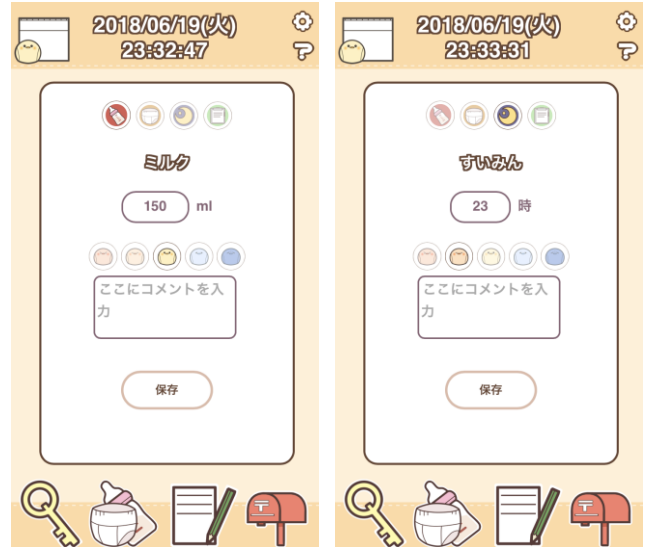 2018/06/19(火)
23:32:47
?
ミルク
150 ml
ここにコメントを入
力
保存
〒
2018/06/19(火)
23:33:31
?
すいみん
23 時
ここにコメントを入
力
保存
〒